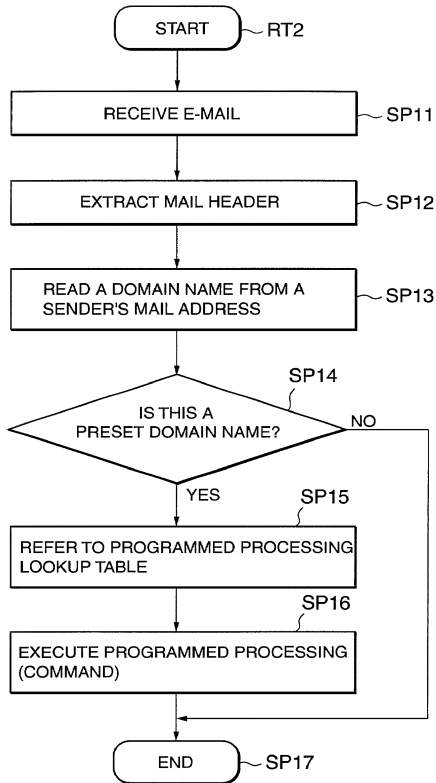 START
RT2
RECEIVE E-MAIL
SP11
EXTRACT MAIL HEADER
SP12
READ A DOMAIN NAME FROM A
SENDER'S MAIL ADDRESS
SP13
SP14
IS THIS A
PRESET DOMAIN NAME?
NO
YES
SP15
REFER TO PROGRAMMED PROCESSING
LOOKUP TABLE
SP16
EXECUTE PROGRAMMED PROCESSING
(COMMAND)
END
SP17